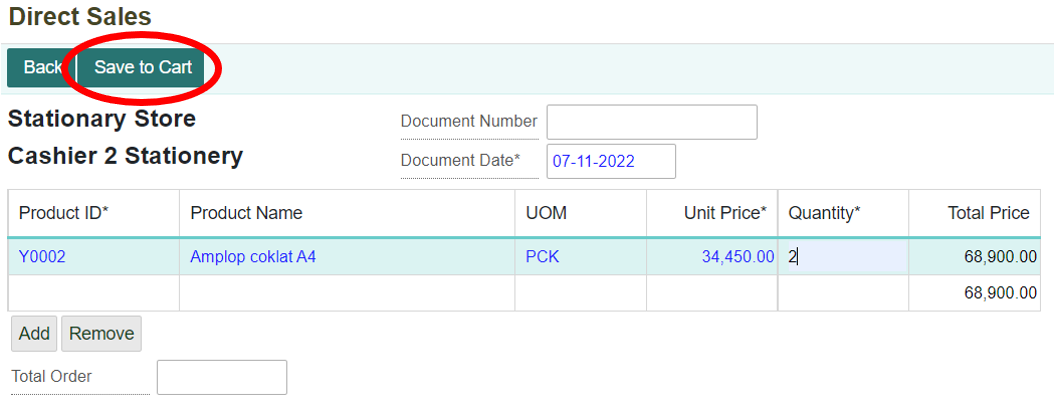 Direct Sales
Back Save to Cart
Stationary Store
Document Number
Cashier 2 Stationery
Document Date* 07-11-2022
Product ID* Product Name UOM Unit Price* Quantity* Total Price
Y0002 Amplop coklat A4 PCK 34,450.00 2 68,900.00
68,900.00
Add Remove
Total Order